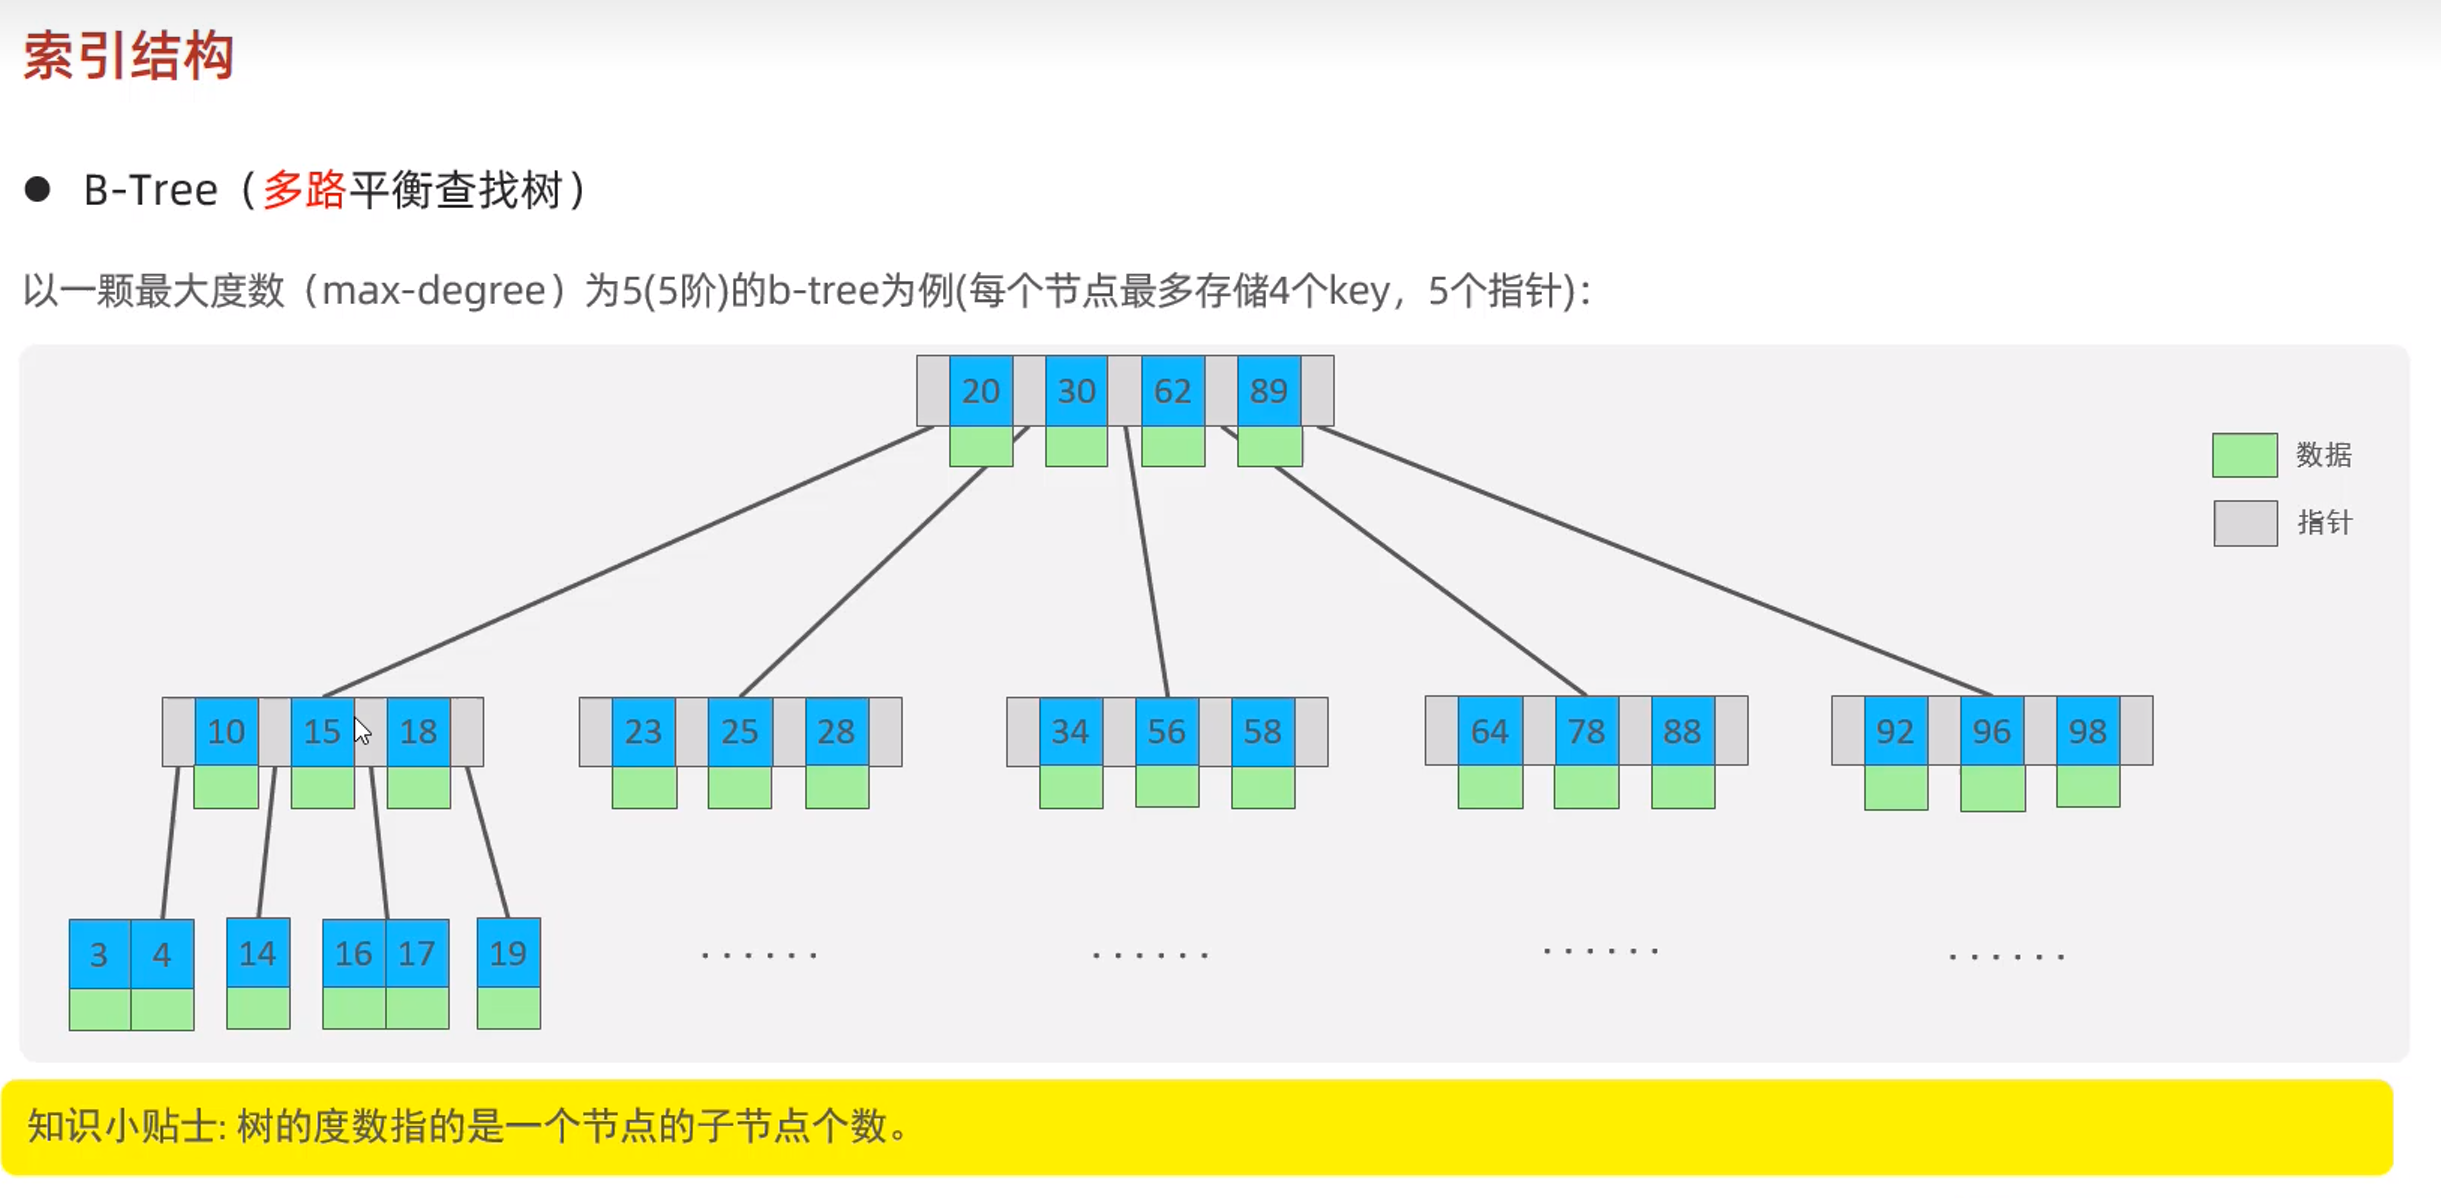 索引结构
● B-Tree（多路平衡查找树）
以一颗最大度数（max-degree）为5(5阶)的b-tree为例(每个节点最多存储4个key，5个指针)：
20 30 62 89
数据
指针
10 15 18 23 25 28 34 56 58 64 78 88 92 96 98
3 4 14 16 17 19 ······ ······ ······ ······
知识小贴士: 树的度数指的是一个节点的子节点个数。